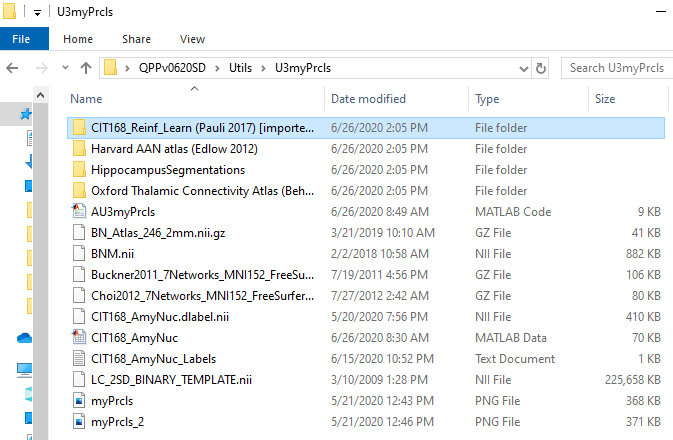 U3myPrcls
File Home Share View
QPPv0620SD Utils U3myPrcls Search U3myPrcls
Name Date modified Type Size
CIT168_Reinf_Learn (Pauli 2017) [importe... 6/26/2020 2:05 PM File folder
Harvard AAN atlas (Edlow 2012) 6/26/2020 2:05 PM File folder
HippocampusSegmentations 6/26/2020 2:05 PM File folder
Oxford Thalamic Connectivity Atlas (Beh... 6/26/2020 2:05 PM File folder
AU3myPrcls 6/26/2020 8:49 AM MATLAB Code 9 KB
BN_Atlas_246_2mm.nii.gz 3/21/2019 10:10 AM GZ File 41 KB
BNM.nii 2/2/2018 10:58 AM NII File 882 KB
Buckner2011_7Networks_MNI152_FreeSu... 7/19/2011 4:56 PM GZ File 106 KB
Choi2012_7Networks_MNI152_FreeSurfer... 7/27/2012 2:42 AM GZ File 80 KB
CIT168_AmyNuc.dlabel.nii 5/20/2020 7:56 PM NII File 410 KB
CIT168_AmyNuc 6/26/2020 8:30 AM MATLAB Data 70 KB
CIT168_AmyNuc_Labels 6/15/2020 10:52 PM Text Document 1 KB
LC_2SD_BINARY_TEMPLATE.nii 3/10/2009 1:28 PM NII File 225,658 KB
myPrcls 5/21/2020 12:43 PM PNG File 368 KB
myPrcls_2 5/21/2020 12:46 PM PNG File 371 KB